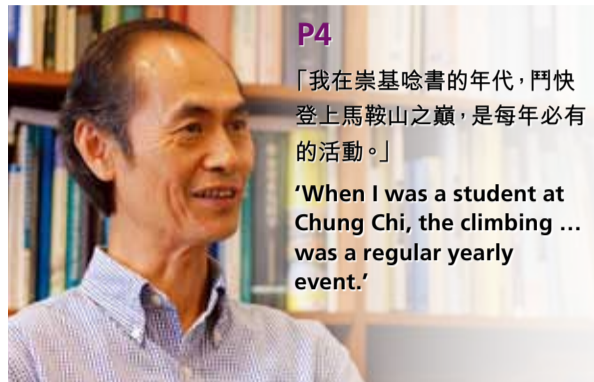 P4
「我在崇基唸書的年代，鬥快
登上馬鞍山之巔，是每年必有
的活動。」
‘When I was a student at
Chung Chi, the climbing ...
was a regular yearly
event.’